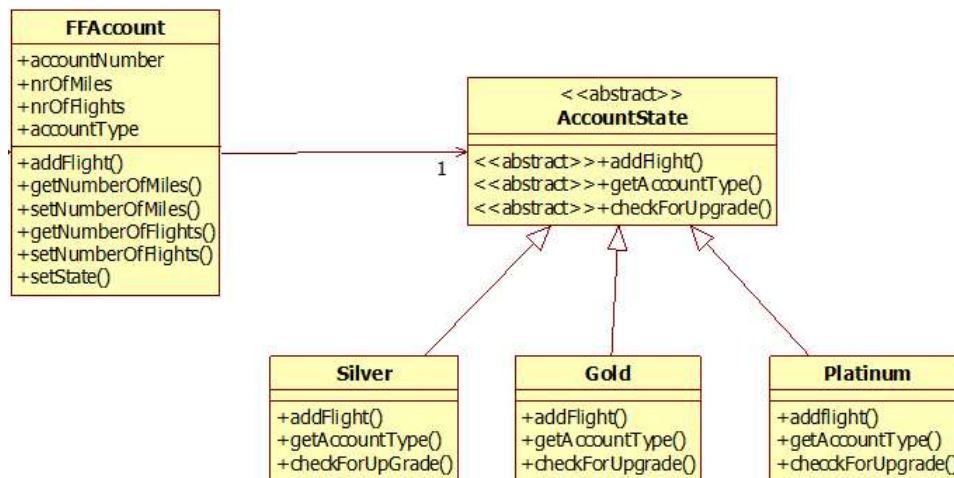 FFAccount
+accountNumber
+nrOfMiles
+nrOfFlights
+accountType
+addFlight()
+getNumberOfMiles()
+setNumberOfMiles()
+getNumberOfFlights()
+setNumberOfFlights()
+setState()
1
<<abstract>>
AccountState
<<abstract>>+addFlight()
<<abstract>>+getAccountType()
<<abstract>>+checkForUpgrade()
Silver
+addFlight()
+getAccountType()
+checkForUpGrade()
Gold
+addFlight()
+getAccountType()
+checkForUpgrade()
Platinum
+addflight()
+getAccountType()
+checckForUpgrade()